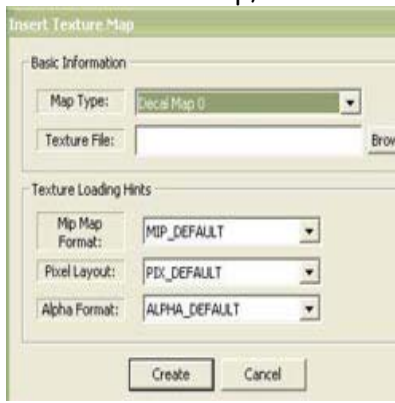 Insert Texture Map
Basic Information
Map Type: Decal Map 0
Texture File: Brow
Texture Loading Hints
Mip Map
Format: MIP_DEFAULT
Pixel Layout: PIX_DEFAULT
Alpha Format: ALPHA_DEFAULT
Create Cancel